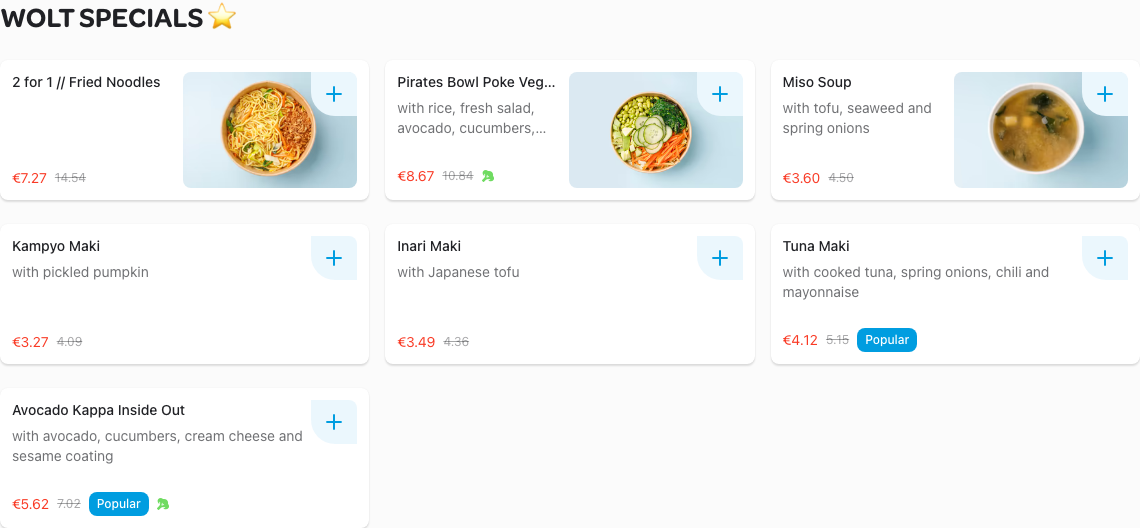 WOLT SPECIALS⭐
2 for 1 // Fried Noodles
€7.27 14.54
Pirates Bowl Poke Veg...
with rice, fresh salad,
avocado, cucumbers,...
€8.67 10.84
Miso Soup
with tofu, seaweed and
spring onions
€3.60 4.50
Kampyo Maki
with pickled pumpkin
€3.27 4.09
Inari Maki
with Japanese tofu
€3.49 4.36
Tuna Maki
with cooked tuna, spring onions, chili and
mayonnaise
€4.12 5.15 Popular
Avocado Kappa Inside Out
with avocado, cucumbers, cream cheese and
sesame coating
€5.62 7.02 Popular